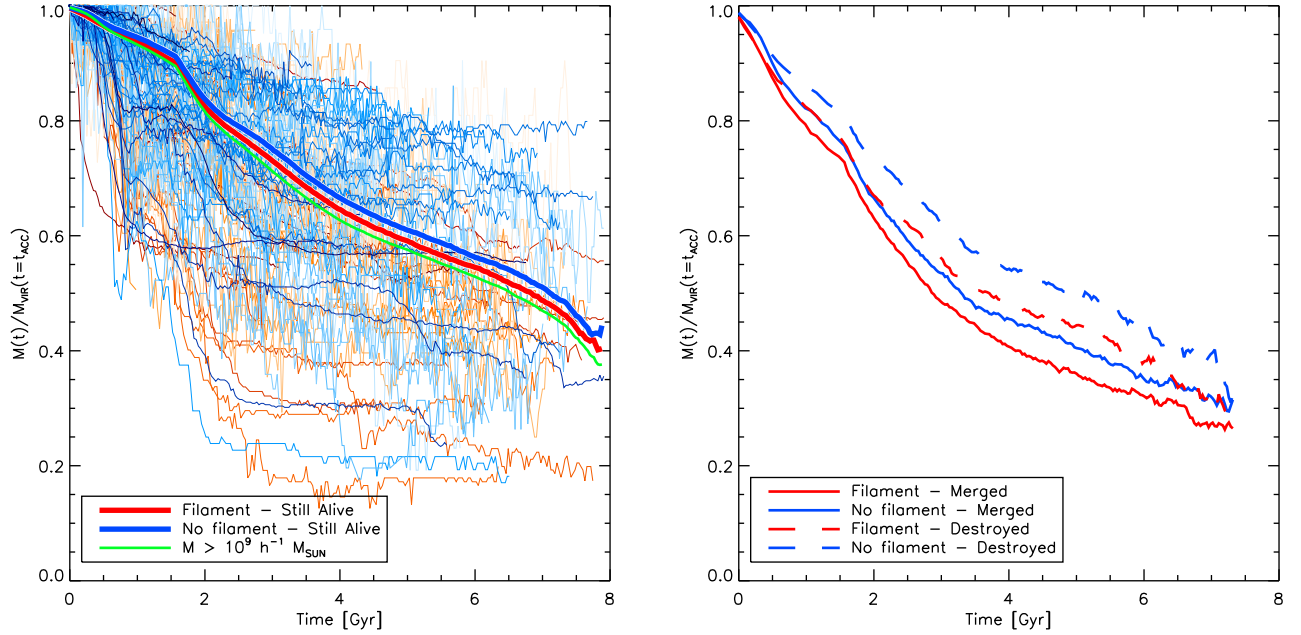 1.0
0.8
0.6
0.4
0.2
0.0
M(t)/M_VIR(t=t_ACC)
Filament – Still Alive
No filament – Still Alive
M > 10⁹ h⁻¹ M_SUN
0 2 4 6 8
Time [Gyr]
1.0
0.8
0.6
0.4
0.2
0.0
M(t)/M_VIR(t=t_ACC)
Filament – Merged
No filament – Merged
Filament – Destroyed
No filament – Destroyed
0 2 4 6 8
Time [Gyr]